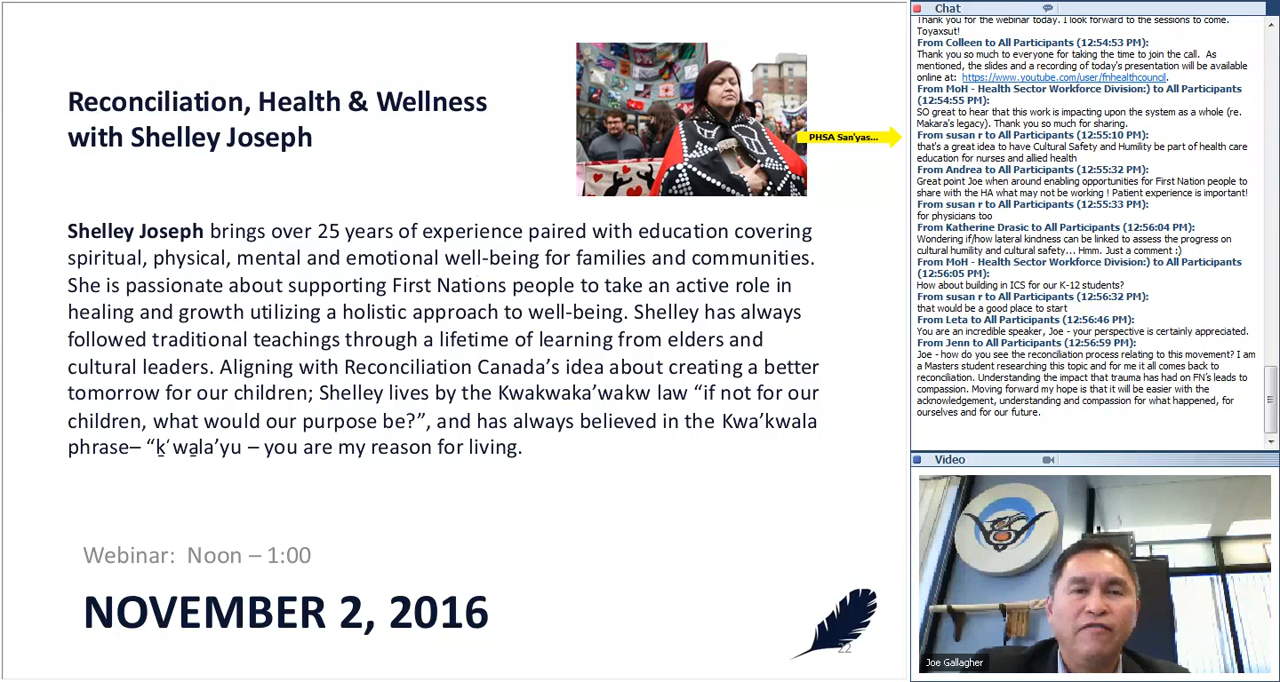 Reconciliation, Health & Wellness
with Shelley Joseph
PHSA San'yas...
Shelley Joseph brings over 25 years of experience paired with education covering
spiritual, physical, mental and emotional well-being for families and communities.
She is passionate about supporting First Nations people to take an active role in
healing and growth utilizing a holistic approach to well-being. Shelley has always
followed traditional teachings through a lifetime of learning from elders and
cultural leaders. Aligning with Reconciliation Canada’s idea about creating a better
tomorrow for our children; Shelley lives by the Kwakwaka’wakw law “if not for our
children, what would our purpose be?”, and has always believed in the Kwa’kwala
phrase– “ḵ̓wa̱la’yu – you are my reason for living.
Webinar: Noon – 1:00
NOVEMBER 2, 2016
22
Chat
Thank you for the webinar today. I look forward to the sessions to come.
Toyaxsut!
From Colleen to All Participants (12:54:53 PM):
Thank you so much to everyone for taking the time to join the call. As
mentioned, the slides and a recording of today's presentation will be available
online at: https://www.youtube.com/user/fnhealthcouncil.
From MoH - Health Sector Workforce Division:) to All Participants
(12:54:55 PM):
SO great to hear that this work is impacting upon the system as a whole (re.
Makara's legacy). Thank you so much for sharing.
From susan r to All Participants (12:55:10 PM):
that's a great idea to have Cultural Safety and Humility be part of health care
education for nurses and allied health
From Andrea to All Participants (12:55:32 PM):
Great point Joe when around enabling opportunities for First Nation people to
share with the HA what may not be working ! Patient experience is important!
From susan r to All Participants (12:55:33 PM):
for physicians too
From Katherine Drasic to All Participants (12:56:04 PM):
Wondering if/how lateral kindness can be linked to assess the progress on
cultural humility and cultural safety... Hmm. Just a comment :)
From MoH - Health Sector Workforce Division:) to All Participants
(12:56:05 PM):
How about building in ICS for our K-12 students?
From susan r to All Participants (12:56:32 PM):
that would be a good place to start
From Leta to All Participants (12:56:46 PM):
You are an incredible speaker, Joe - your perspective is certainly appreciated.
From Jenn to All Participants (12:56:59 PM):
Joe - how do you see the reconciliation process relating to this movement? I am
a Masters student researching this topic and for me it all comes back to
reconciliation. Understanding the impact that trauma has had on FN's leads to
compassion. Moving forward my hope is that it will be easier with the
acknowledgement, understanding and compassion for what happened, for
ourselves and for our future.
Video
Joe Gallagher